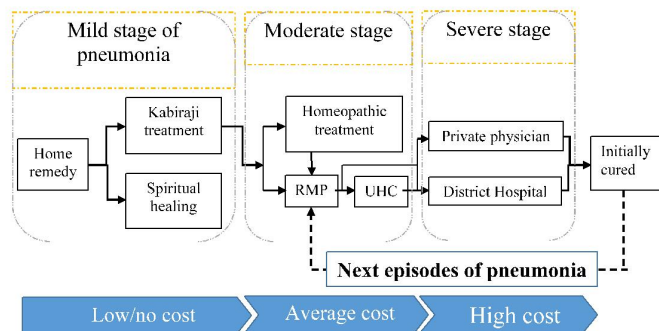 Mild stage of
pneumonia
Moderate stage
Severe stage
Home
remedy
Kabiraji
treatment
Spiritual
healing
Homeopathic
treatment
RMP
UHC
Private physician
District Hospital
Initially
cured
Next episodes of pneumonia
Low/no cost
Average cost
High cost